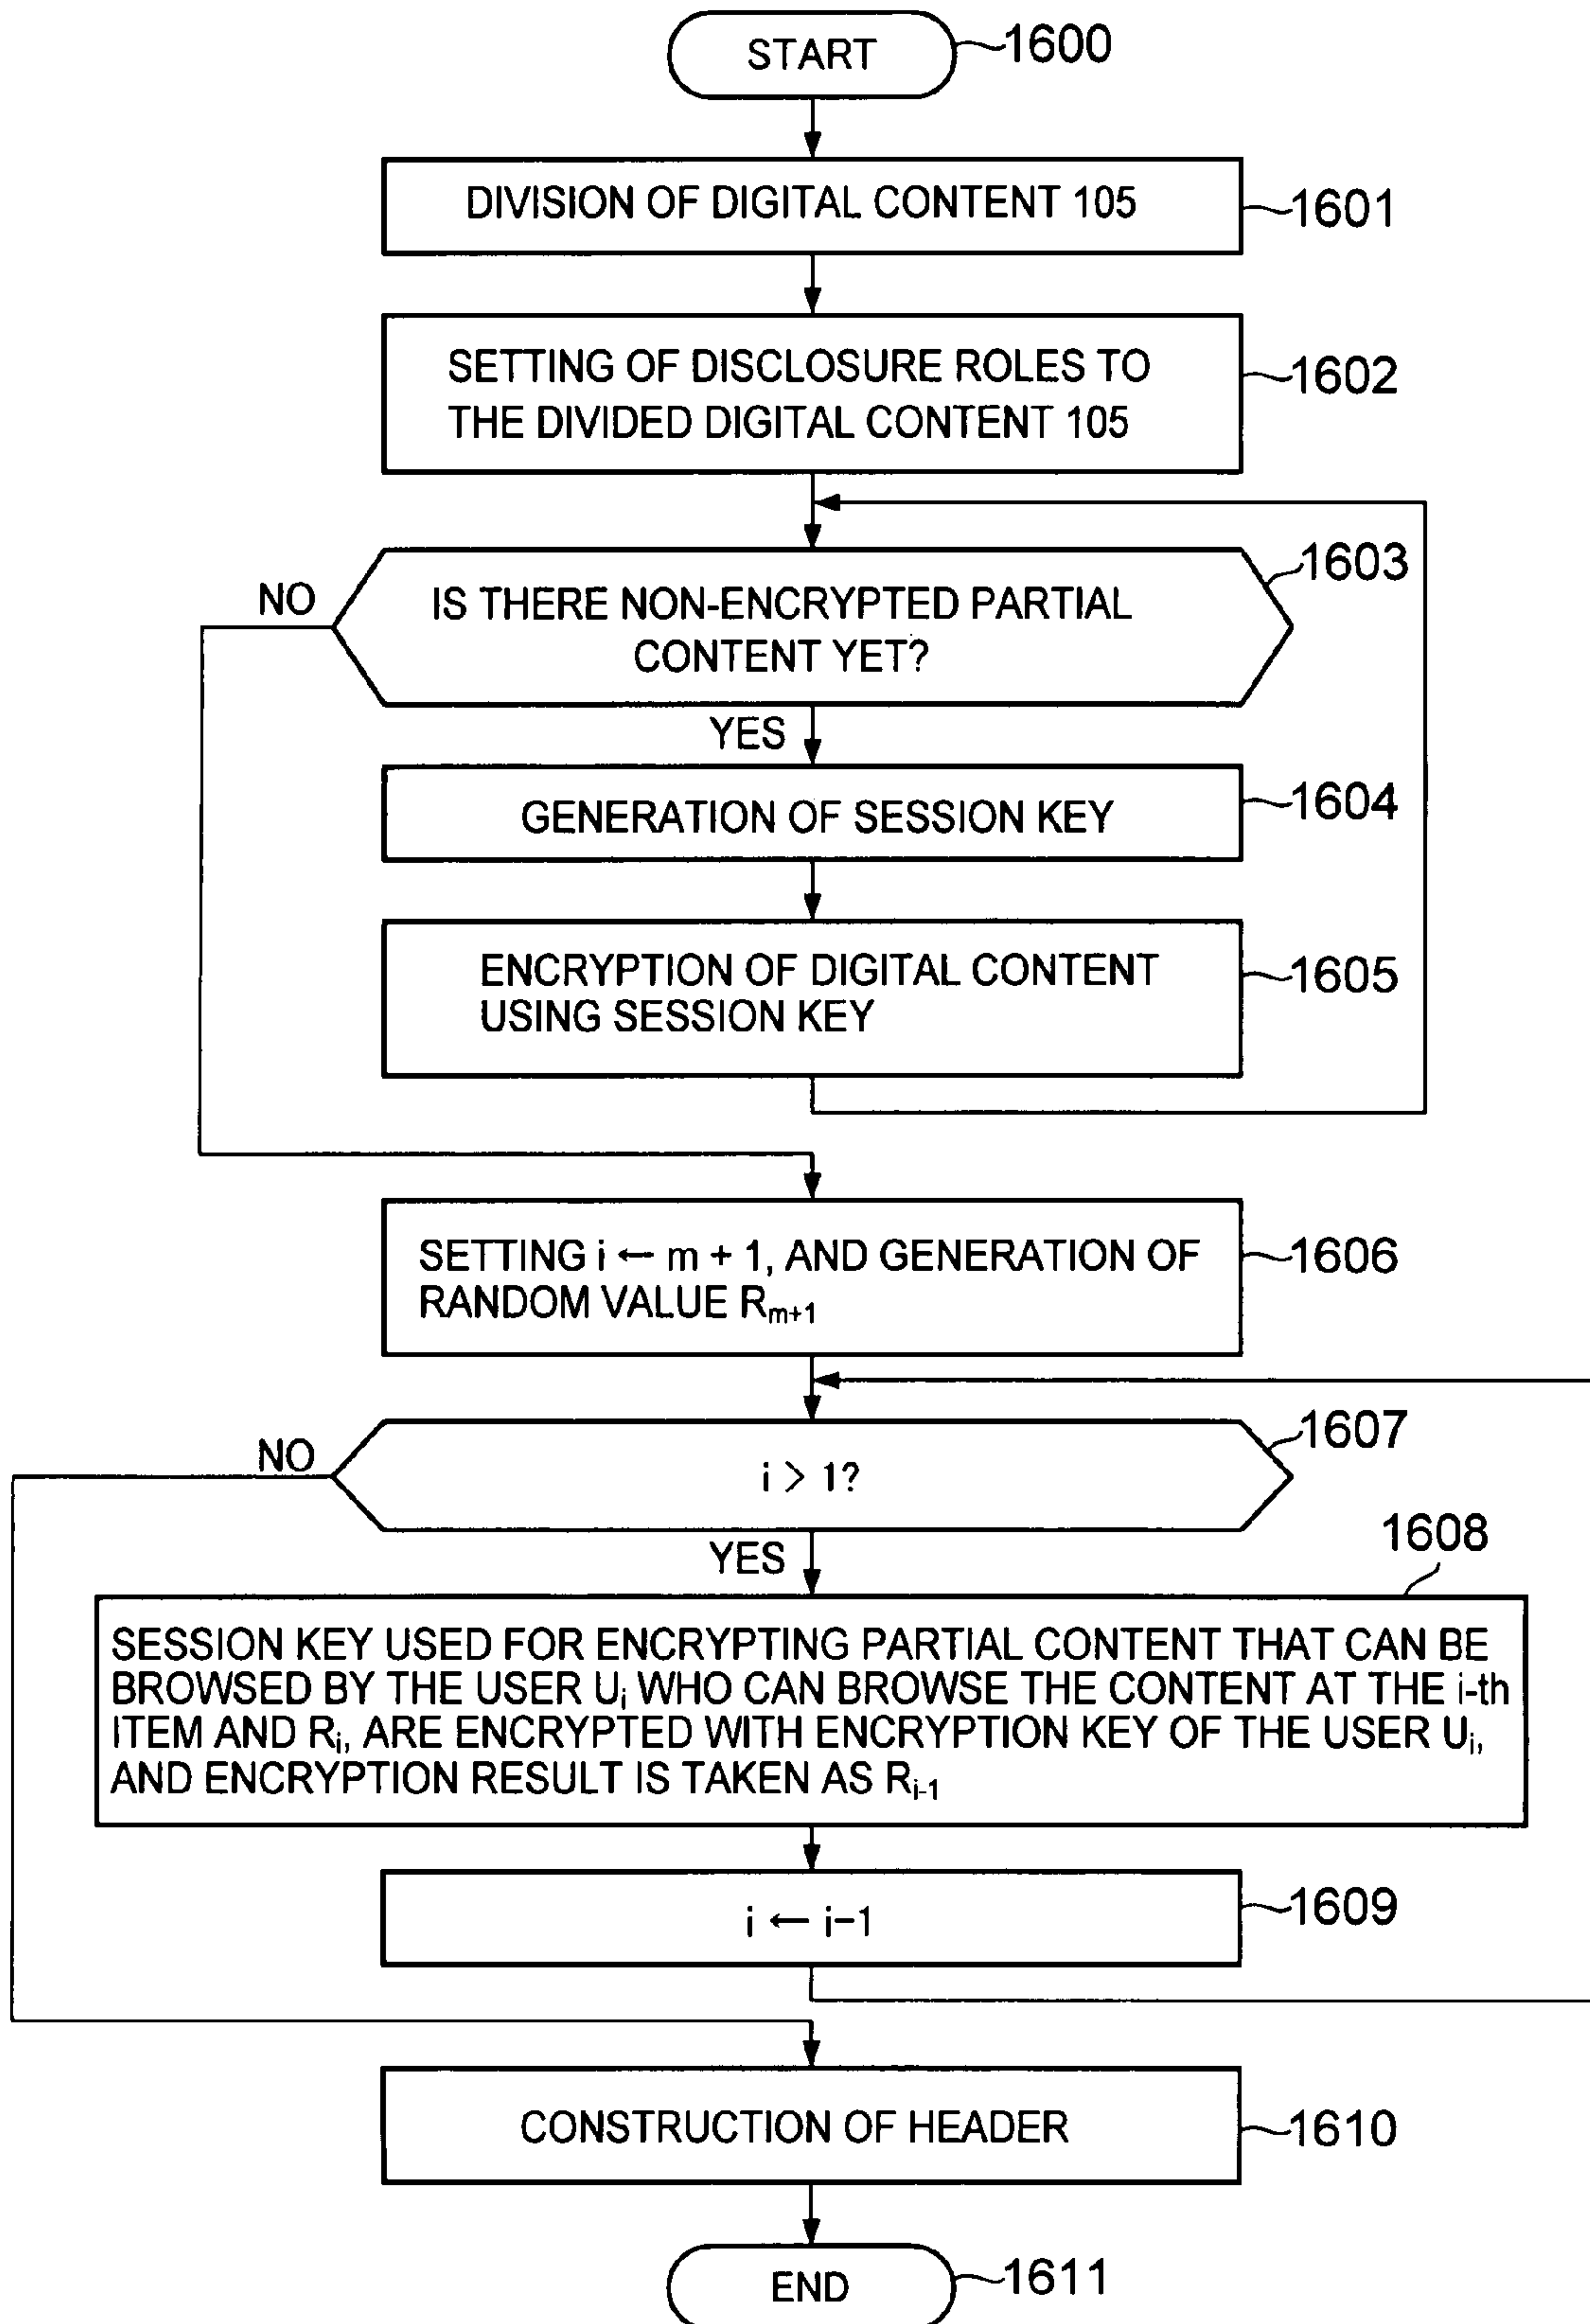 START
1600
DIVISION OF DIGITAL CONTENT 105
1601
SETTING OF DISCLOSURE ROLES TO
THE DIVIDED DIGITAL CONTENT 105
1602
1603
NO
IS THERE NON-ENCRYPTED PARTIAL
CONTENT YET?
YES
GENERATION OF SESSION KEY
1604
ENCRYPTION OF DIGITAL CONTENT
USING SESSION KEY
1605
SETTING i ← m + 1, AND GENERATION OF
RANDOM VALUE Rm+1
1606
1607
NO
i > 1?
YES
1608
SESSION KEY USED FOR ENCRYPTING PARTIAL CONTENT THAT CAN BE
BROWSED BY THE USER Ui WHO CAN BROWSE THE CONTENT AT THE i-th
ITEM AND Ri, ARE ENCRYPTED WITH ENCRYPTION KEY OF THE USER Ui,
AND ENCRYPTION RESULT IS TAKEN AS Ri-1
i ← i-1
1609
CONSTRUCTION OF HEADER
1610
END
1611